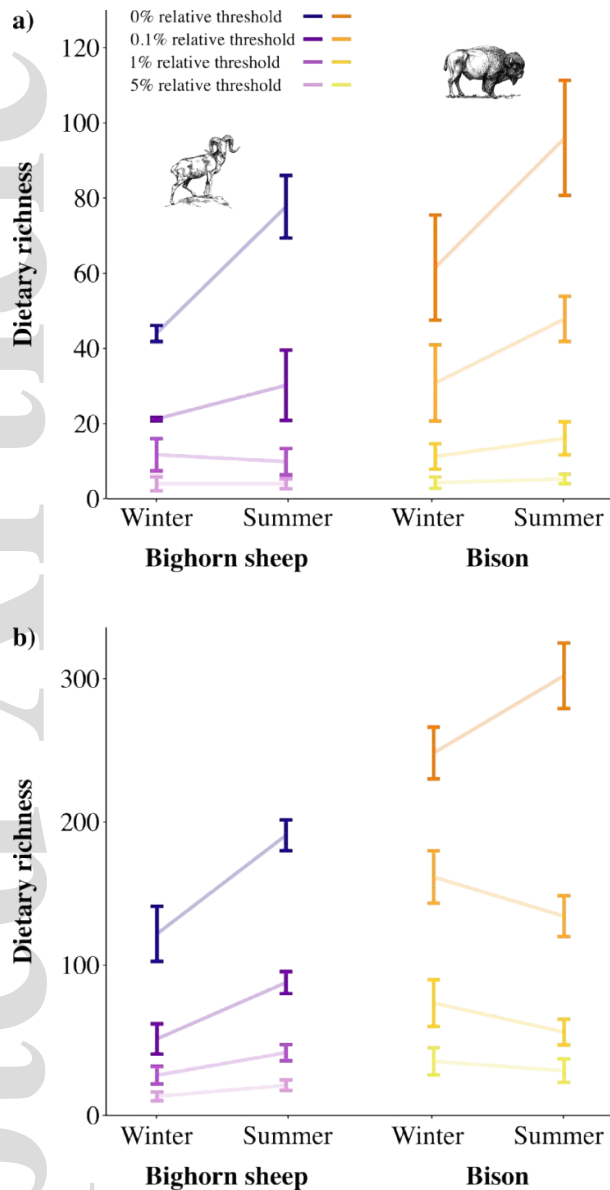 a)
0% relative threshold
0.1% relative threshold
1% relative threshold
5% relative threshold
120
100
80
60
40
20
0
Dietary richness
Winter Summer Winter Summer
Bighorn sheep Bison
b)
300
200
100
0
Dietary richness
Winter Summer Winter Summer
Bighorn sheep Bison